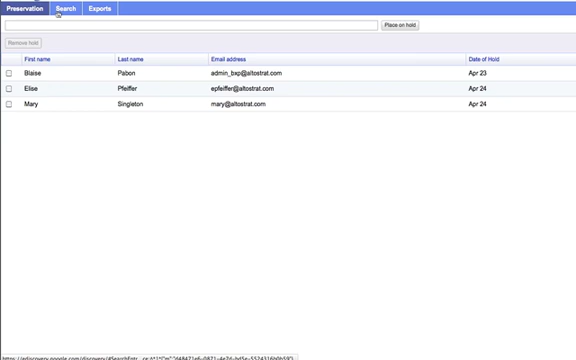 Preservation Search Exports
Place on hold
Remove hold
First name Last name Email address Date of Hold
Blaise Pabon admin_bxp@altostrat.com Apr 23
Elise Pfeiffer epfeiffer@altostrat.com Apr 24
Mary Singleton mary@altostrat.com Apr 24